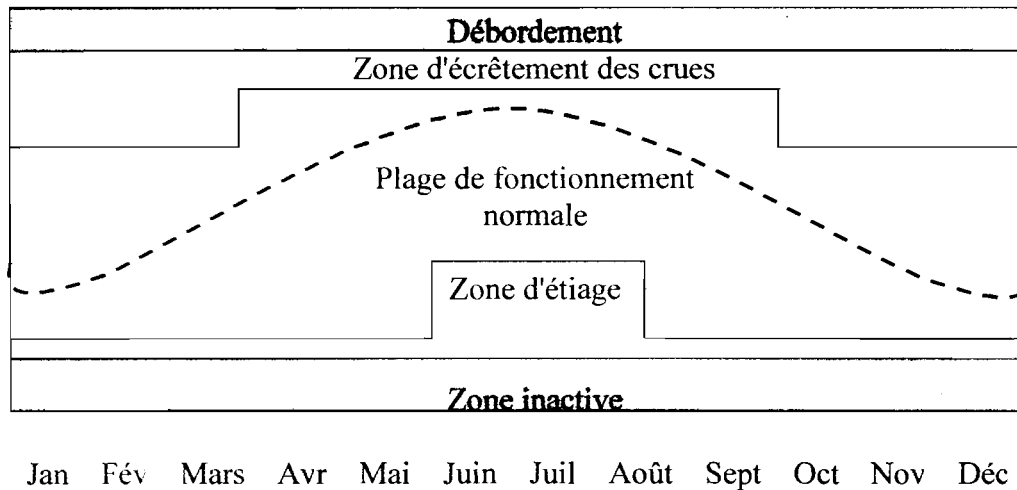 Débordement
Zone d'écrêtement des crues
Plage de fonctionnement
normale
Zone d'étiage
Zone inactive
Jan Fév Mars Avr Mai Juin Juil Août Sept Oct Nov Déc